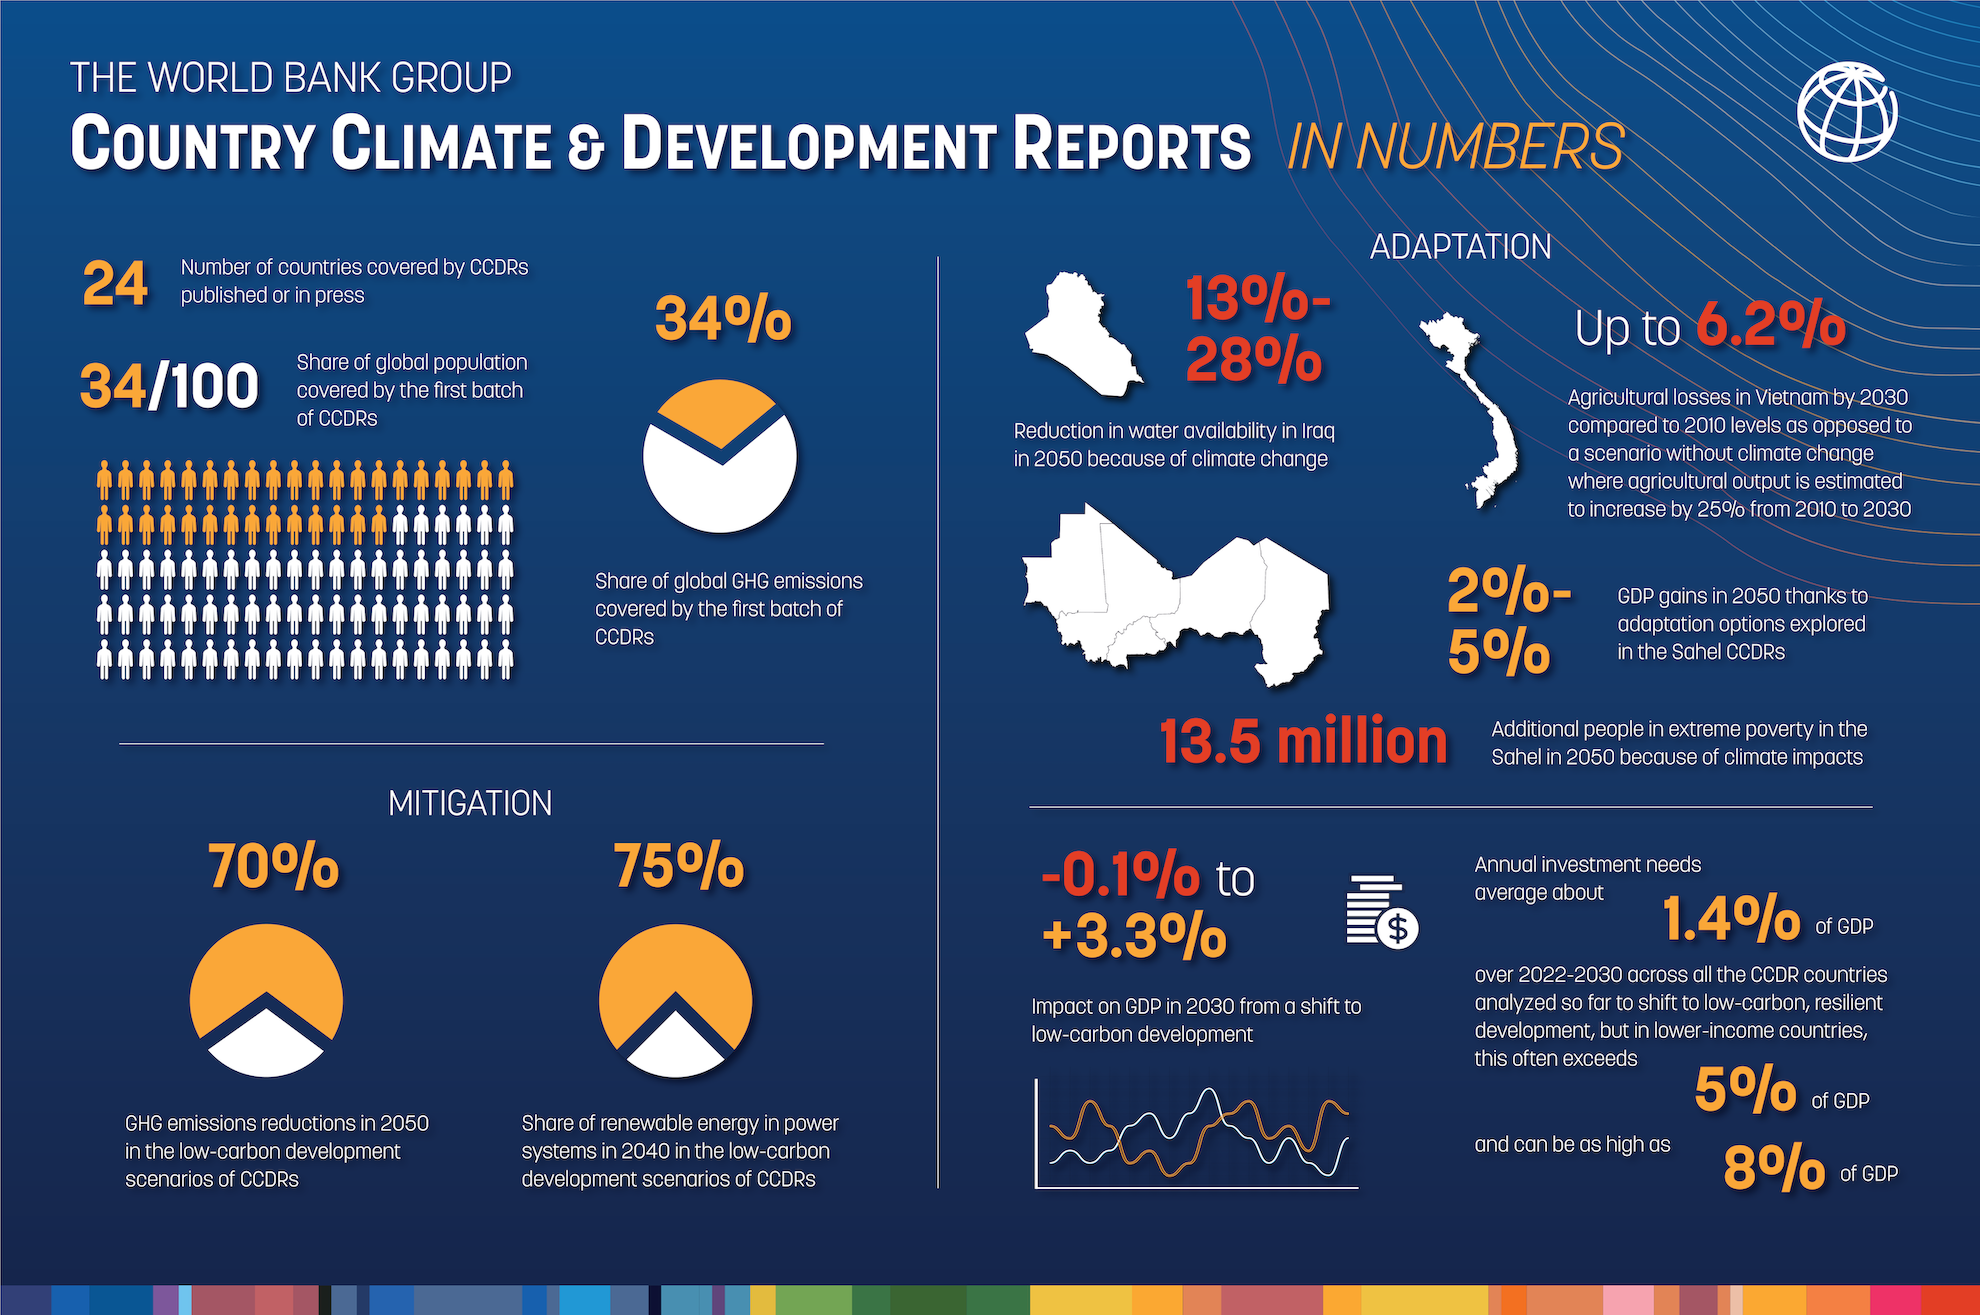 THE WORLD BANK GROUP
COUNTRY CLIMATE & DEVELOPMENT REPORTS IN NUMBERS
24
Number of countries covered by CCDRs
published or in press
34/100
Share of global population
covered by the first batch
of CCDRs
34%
Share of global GHG emissions
covered by the first batch of
CCDRs
MITIGATION
70%
GHG emissions reductions in 2050
in the low-carbon development
scenarios of CCDRs
75%
Share of renewable energy in power
systems in 2040 in the low-carbon
development scenarios of CCDRs
ADAPTATION
13%-
28%
Reduction in water availability in Iraq
in 2050 because of climate change
Up to 6.2%
Agricultural losses in Vietnam by 2030
compared to 2010 levels as opposed to
a scenario without climate change
where agricultural output is estimated
to increase by 25% from 2010 to 2030
2%-
5%
GDP gains in 2050 thanks to
adaptation options explored
in the Sahel CCDRs
13.5 million
Additional people in extreme poverty in the
Sahel in 2050 because of climate impacts
-0.1% to
+3.3%
Impact on GDP in 2030 from a shift to
low-carbon development
$
Annual investment needs
average about
1.4% of GDP
over 2022-2030 across all the CCDR countries
analyzed so far to shift to low-carbon, resilient
development, but in lower-income countries,
this often exceeds
5% of GDP
and can be as high as
8% of GDP